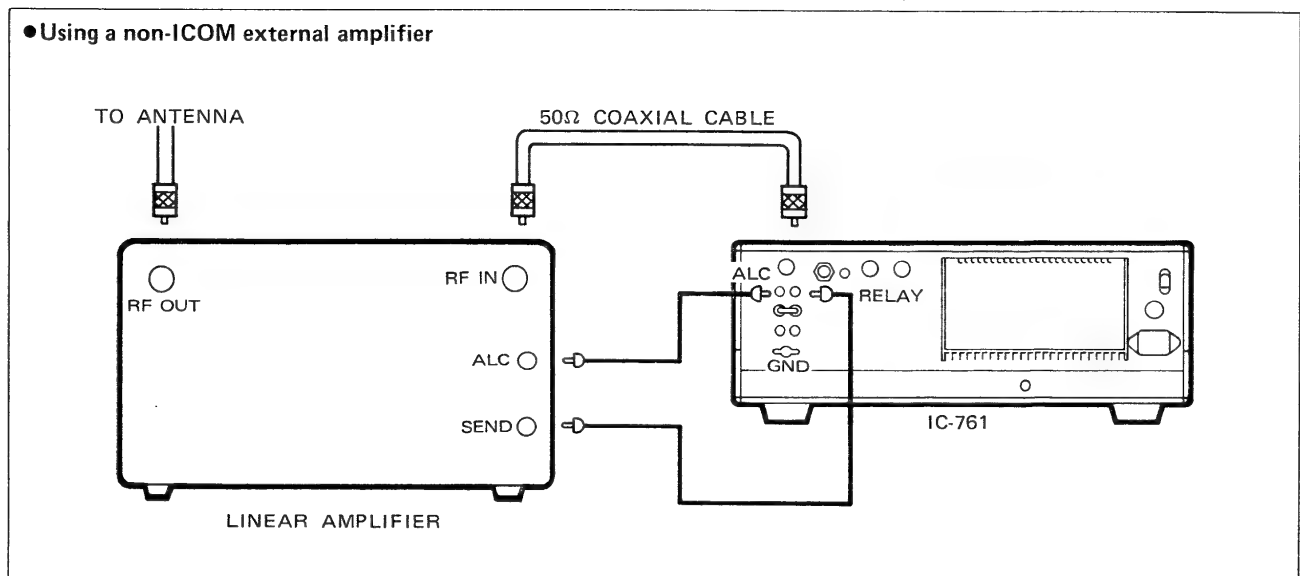 ●Using a non-ICOM external amplifier
TO ANTENNA
50Ω COAXIAL CABLE
RF OUT
RF IN
ALC
SEND
LINEAR AMPLIFIER
ALC
RELAY
GND
IC-761